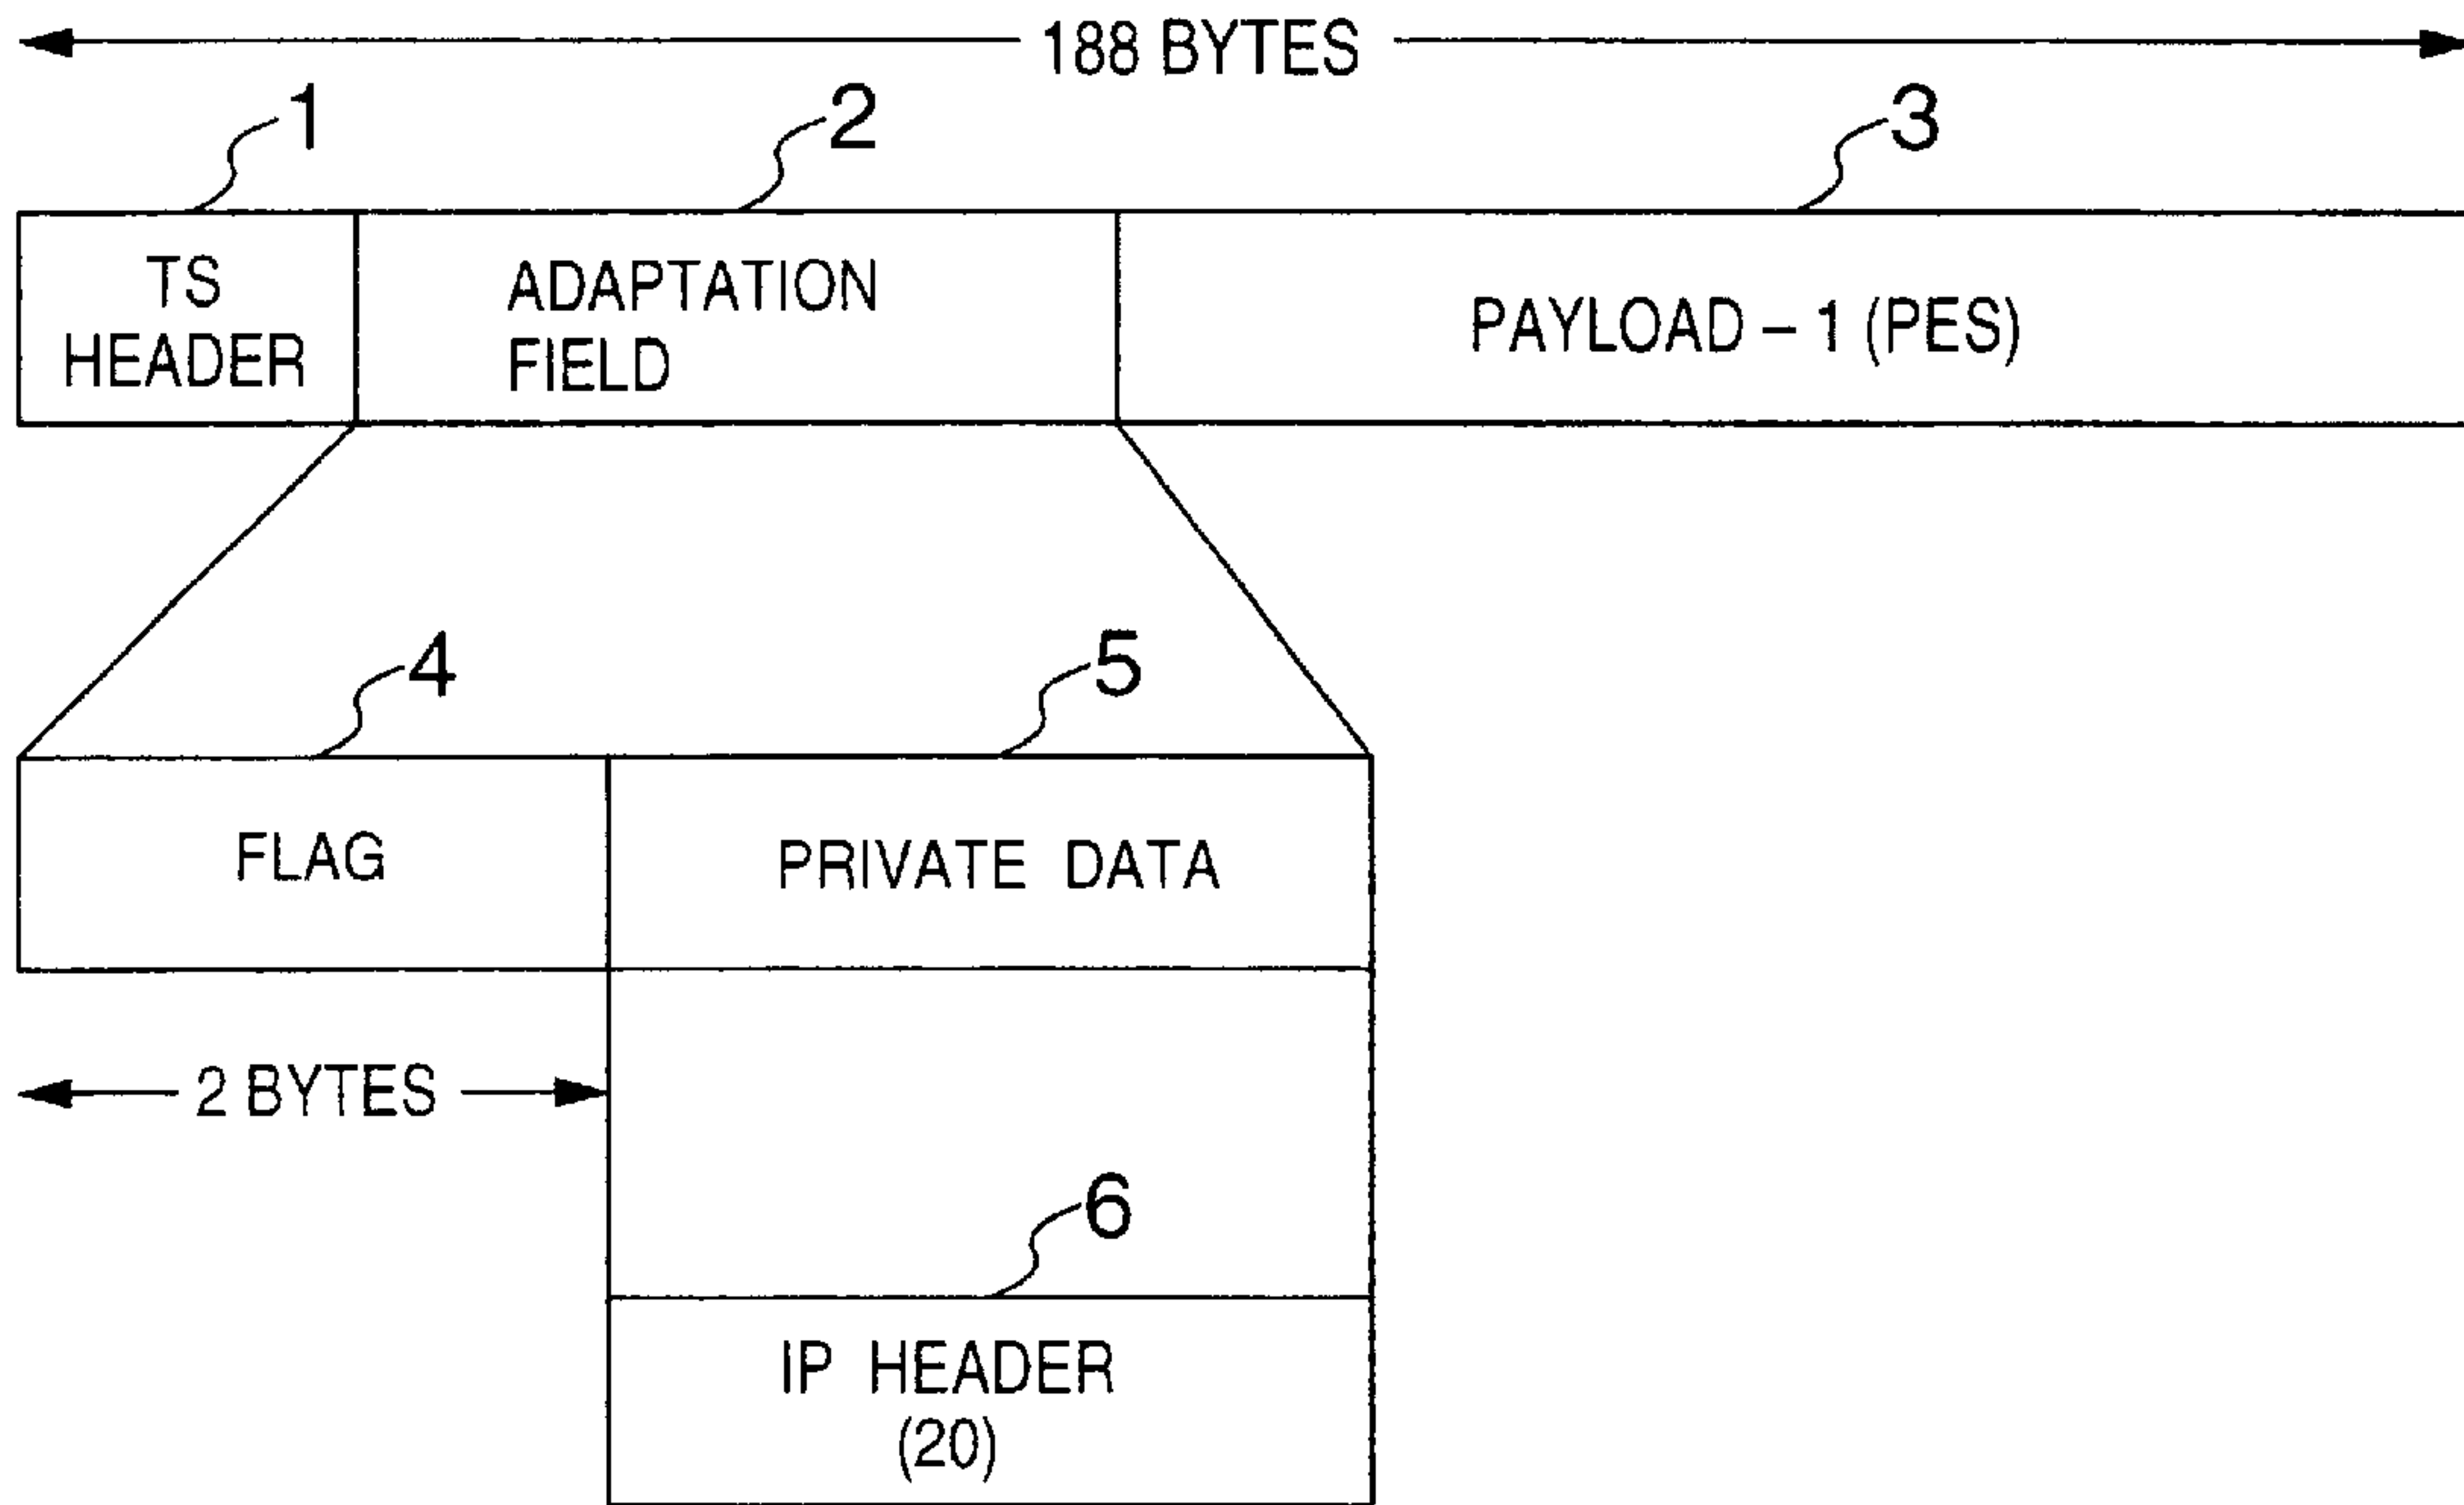 188 BYTES
1
2
3
TS
HEADER
ADAPTATION
FIELD
PAYLOAD – 1 (PES)
4
5
FLAG
PRIVATE DATA
2 BYTES
6
IP HEADER
(20)